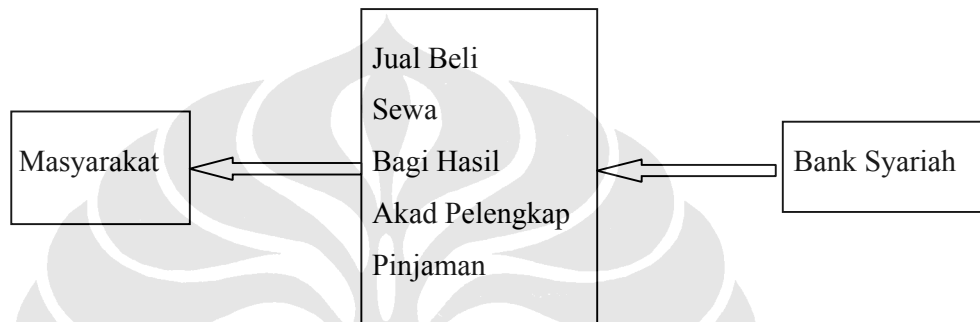 Masyarakat
Jual Beli
Sewa
Bagi Hasil
Akad Pelengkap
Pinjaman
Bank Syariah